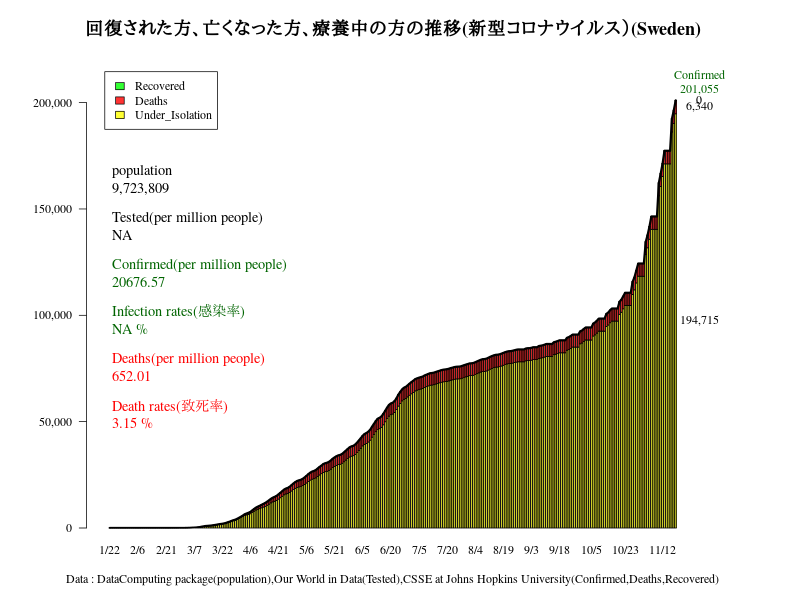 回復された方、亡くなった方、療養中の方の推移(新型コロナウイルス）(Sweden)
Confirmed
201,055
0
6,340
194,715
Recovered
Deaths
Under_Isolation
population
9,723,809
Tested(per million people)
NA
Confirmed(per million people)
20676.57
Infection rates(感染率)
NA %
Deaths(per million people)
652.01
Death rates(致死率)
3.15 %
200,000
150,000
100,000
50,000
0
1/22 2/6 2/21 3/7 3/22 4/6 4/21 5/6 5/21 6/5 6/20 7/5 7/20 8/4 8/19 9/3 9/18 10/5 10/23 11/12
Data : DataComputing package(population),Our World in Data(Tested),CSSE at Johns Hopkins University(Confirmed,Deaths,Recovered)